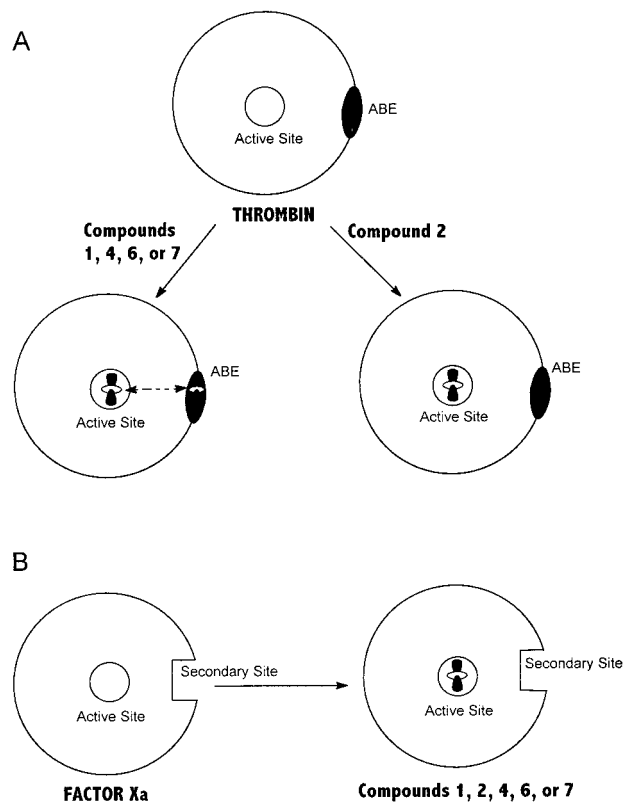 A
Active Site
ABE
THROMBIN
Compounds
1, 4, 6, or 7
Compound 2
ABE
Active Site
ABE
Active Site
B
Secondary Site
Active Site
FACTOR Xa
Secondary Site
Active Site
Compounds 1, 2, 4, 6, or 7